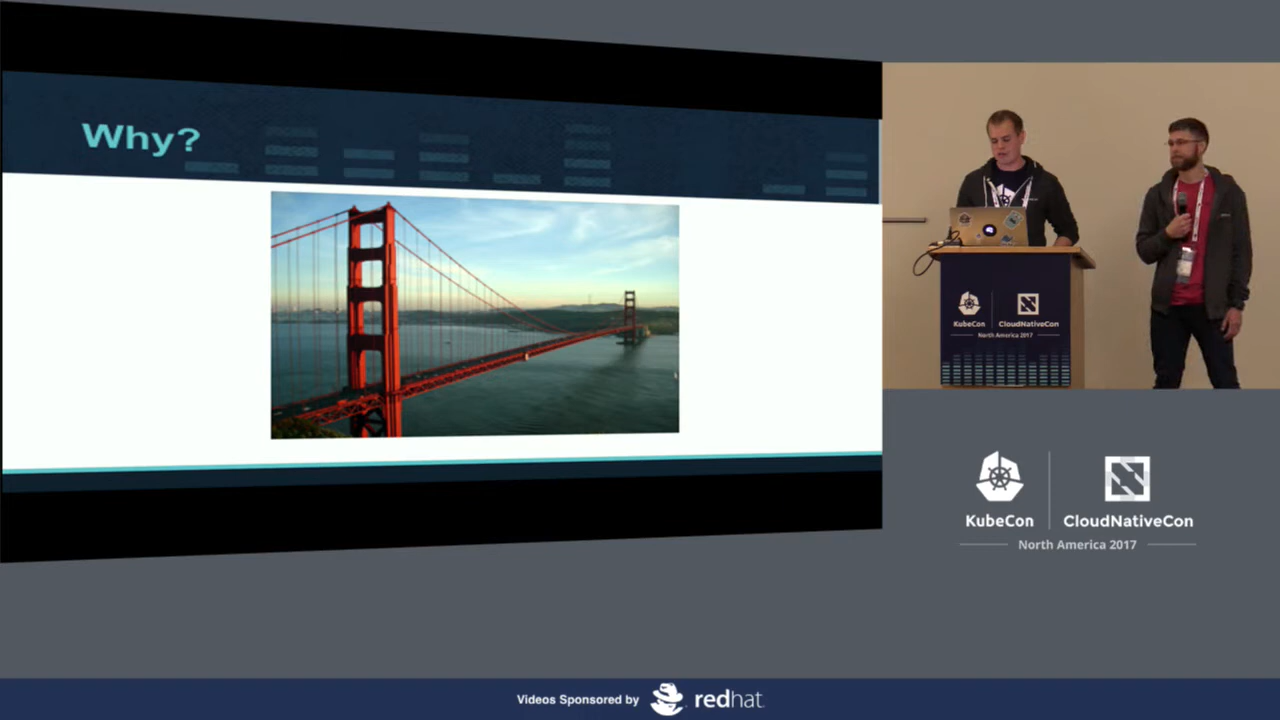 Why?
KubeCon
CloudNativeCon
North America 2017
KubeCon
CloudNativeCon
North America 2017
Videos Sponsored by redhat.